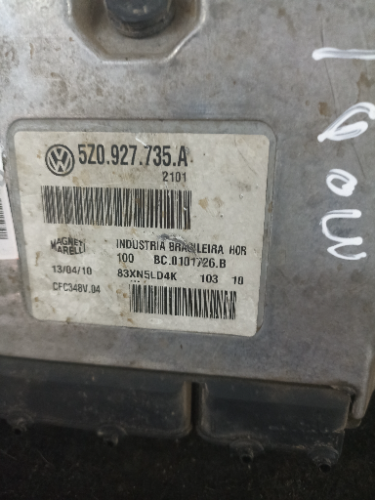 5Z0.927.735.A
2101
MAGNETI MARELLI
INDUSTRIA BRASILEIRA HOR
100 BC.0101726.B
13/04/10 83XN5LD4K 103 10
CFC348V.04